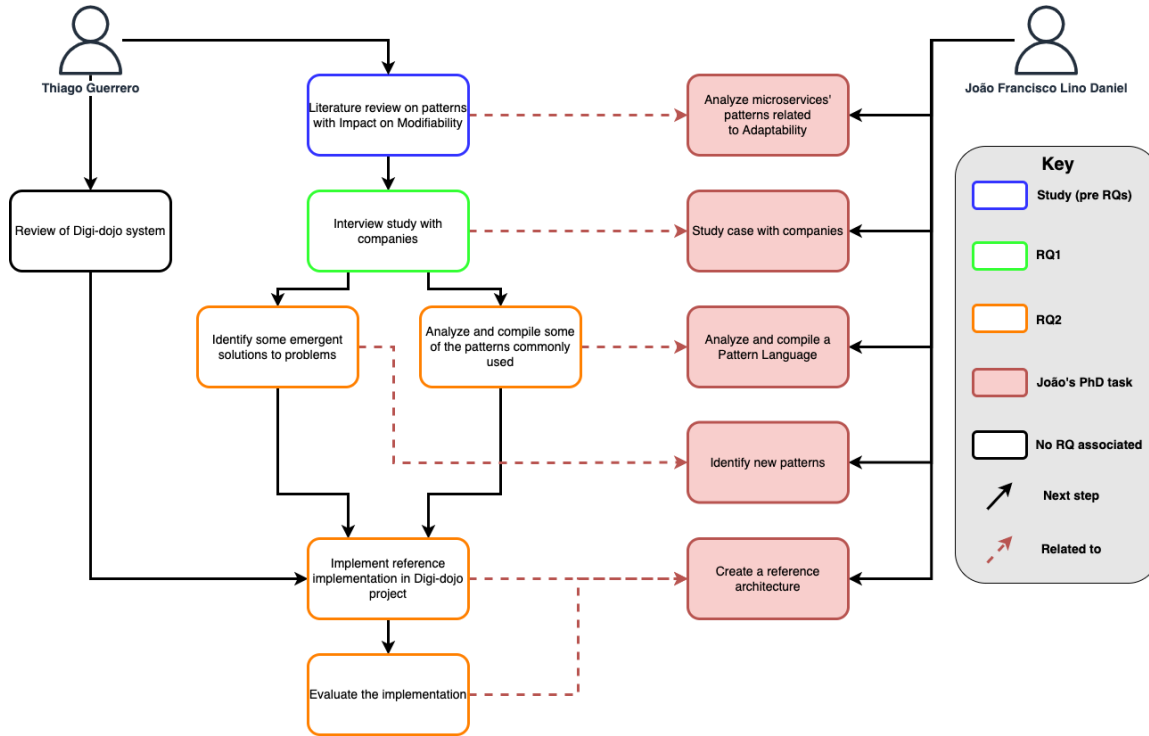 Thiago Guerrero
João Francisco Lino Daniel
Literature review on patterns
with Impact on Modifiability
Analyze microservices'
patterns related
to Adaptability
Review of Digi-dojo system
Interview study with
companies
Study case with companies
Identify some emergent
solutions to problems
Analyze and compile some
of the patterns commonly
used
Analyze and compile a
Pattern Language
Identify new patterns
Implement reference
implementation in Digi-dojo
project
Create a reference
architecture
Evaluate the implementation
Key
Study (pre RQs)
RQ1
RQ2
João's PhD task
No RQ associated
Next step
Related to